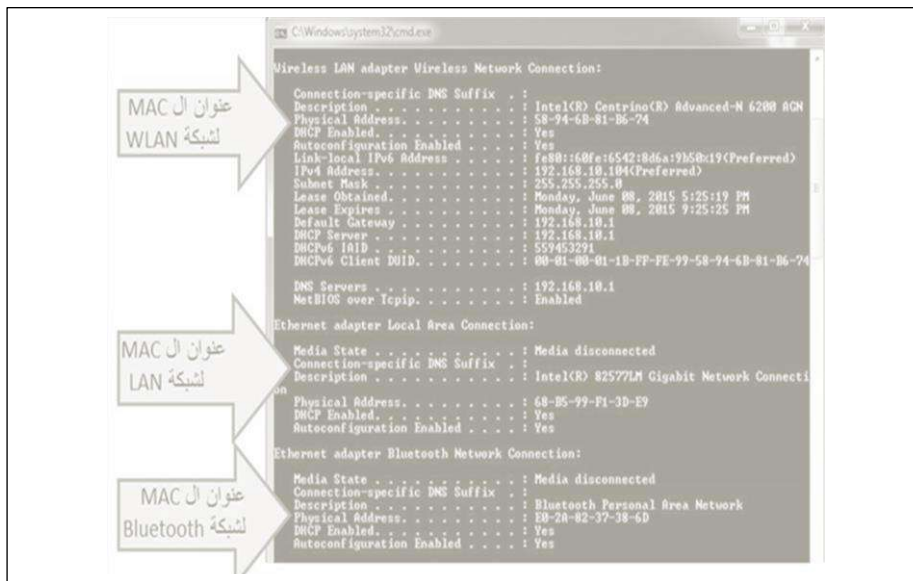 C:\Windows\system32\cmd.exe
Wireless LAN adapter Wireless Network Connection:
Connection-specific DNS Suffix . :
Description . . . . . . . . . . . : Intel(R) Centrino(R) Advanced-N 6200 AGN
Physical Address. . . . . . . . . : 58-94-6B-81-B6-74
DHCP Enabled. . . . . . . . . . . : Yes
Autoconfiguration Enabled . . . . : Yes
Link-local IPv6 Address . . . . . : fe80::60fe:6542:8d6a:9b50%19(Preferred)
IPv4 Address. . . . . . . . . . . : 192.168.10.104(Preferred)
Subnet Mask . . . . . . . . . . . : 255.255.255.0
Lease Obtained. . . . . . . . . . : Monday, June 08, 2015 5:25:19 PM
Lease Expires . . . . . . . . . . : Monday, June 08, 2015 9:25:25 PM
Default Gateway . . . . . . . . . : 192.168.10.1
DHCP Server . . . . . . . . . . . : 192.168.10.1
DHCPv6 IAID . . . . . . . . . . . : 559453291
DHCPv6 Client DUID. . . . . . . . : 00-01-00-01-1B-FF-FE-99-58-94-6B-81-B6-74
DNS Servers . . . . . . . . . . . : 192.168.10.1
NetBIOS over Tcpip. . . . . . . . : Enabled
Ethernet adapter Local Area Connection:
Media State . . . . . . . . . . . : Media disconnected
Connection-specific DNS Suffix . :
Description . . . . . . . . . . . : Intel(R) 82577LM Gigabit Network Connecti
on
Physical Address. . . . . . . . . : 68-B5-99-F1-3D-E9
DHCP Enabled. . . . . . . . . . . : Yes
Autoconfiguration Enabled . . . . : Yes
Ethernet adapter Bluetooth Network Connection:
Media State . . . . . . . . . . . : Media disconnected
Connection-specific DNS Suffix . :
Description . . . . . . . . . . . : Bluetooth Personal Area Network
Physical Address. . . . . . . . . : E0-2A-82-37-38-6D
DHCP Enabled. . . . . . . . . . . : Yes
Autoconfiguration Enabled . . . . : Yes
عنوان ال MAC
لشبكة WLAN
عنوان ال MAC
لشبكة LAN
عنوان ال MAC
لشبكة Bluetooth